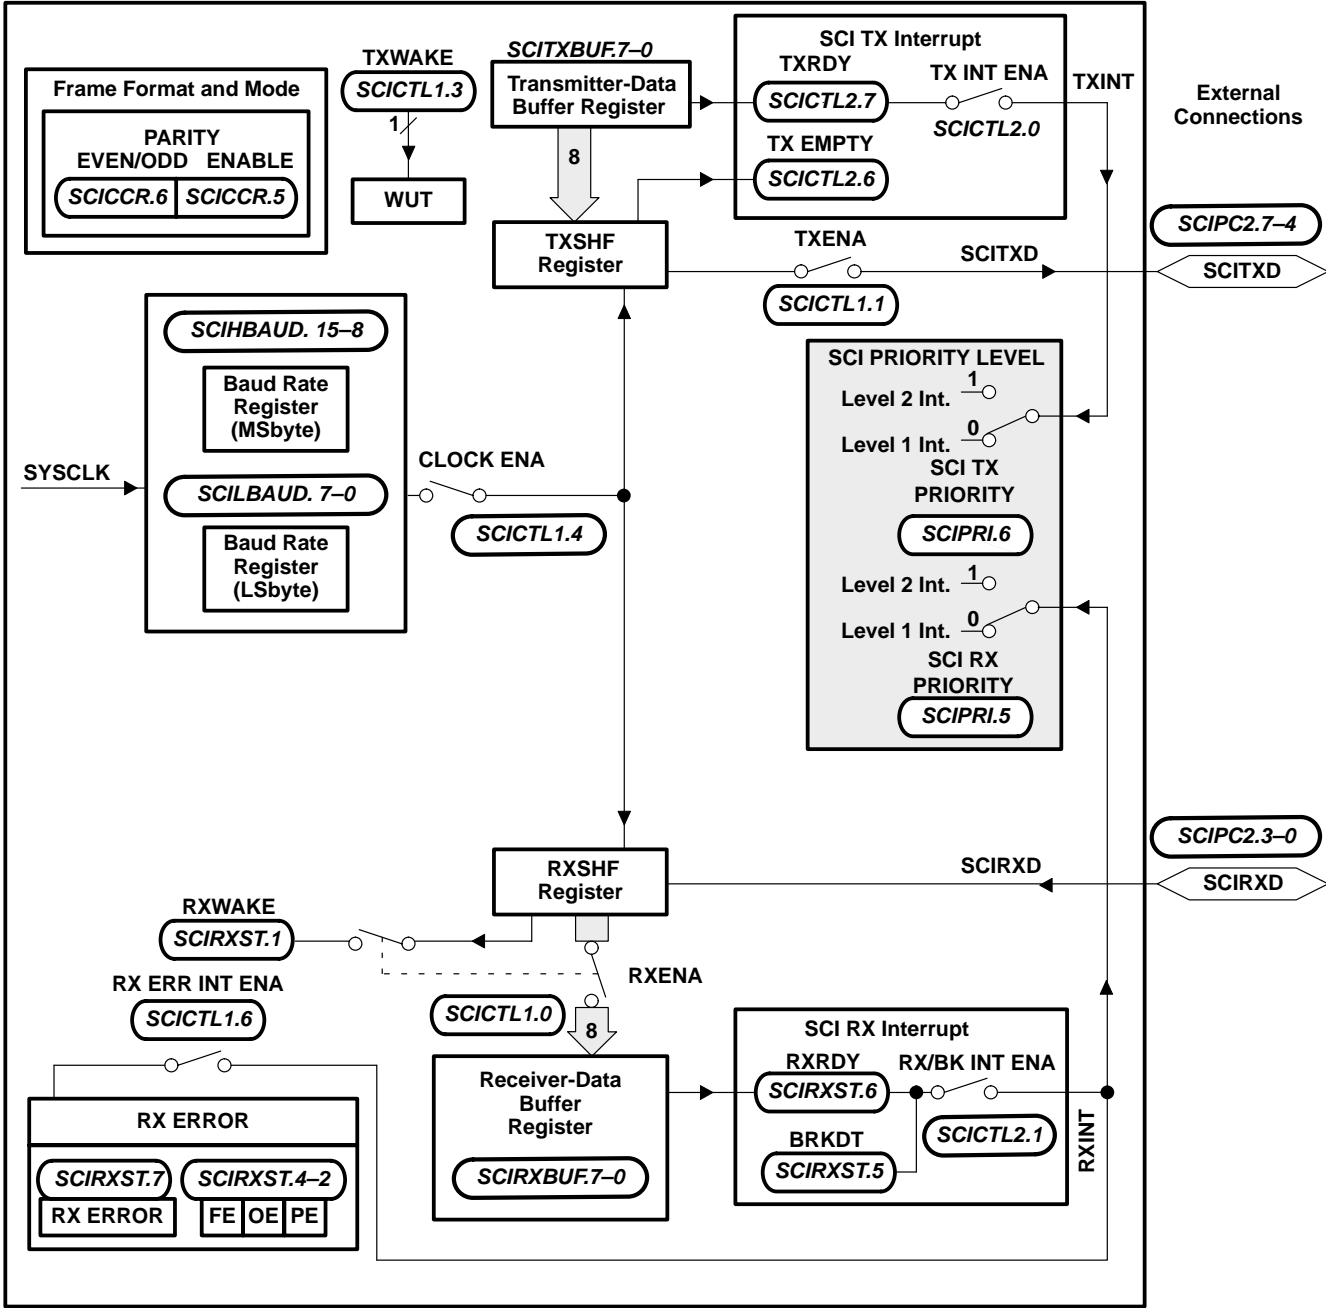 Frame Format and Mode
PARITY
EVEN/ODD ENABLE
SCICCR.6 SCICCR.5
TXWAKE
SCICTL1.3
1
WUT
SCITXBUF.7–0
Transmitter-Data
Buffer Register
8
TXSHF
Register
SCI TX Interrupt
TXRDY
SCICTL2.7
TX INT ENA
SCICTL2.0
TX EMPTY
SCICTL2.6
TXINT
External
Connections
SCIPC2.7–4
SCITXD
TXENA
SCICTL1.1
SCITXD
SCIHBAUD. 15–8
Baud Rate
Register
(MSbyte)
SYSCLK
SCILBAUD. 7–0
Baud Rate
Register
(LSbyte)
CLOCK ENA
SCICTL1.4
SCI PRIORITY LEVEL
Level 2 Int.
1
Level 1 Int.
0
SCI TX
PRIORITY
SCIPRI.6
Level 2 Int.
1
Level 1 Int.
0
SCI RX
PRIORITY
SCIPRI.5
RXSHF
Register
SCIRXD
SCIPC2.3–0
SCIRXD
RXWAKE
SCIRXST.1
RXENA
SCICTL1.0
8
RX ERR INT ENA
SCICTL1.6
RX ERROR
SCIRXST.7
SCIRXST.4–2
RX ERROR
FE OE PE
Receiver-Data
Buffer
Register
SCIRXBUF.7–0
SCI RX Interrupt
RXRDY
SCIRXST.6
RX/BK INT ENA
SCICTL2.1
BRKDT
SCIRXST.5
RXINT